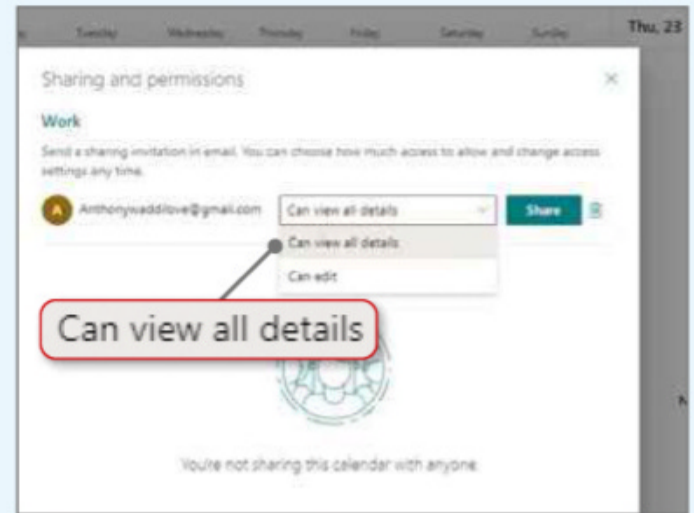 Tuesday Wednesday Thursday Friday Saturday Sunday Thu, 23
Sharing and permissions
Work
Send a sharing invitation in email. You can choose how much access to allow and change access
settings any time.
A Anthonywaddilove@gmail.com Can view all details Share
Can view all details
Can edit
Can view all details
You're not sharing this calendar with anyone